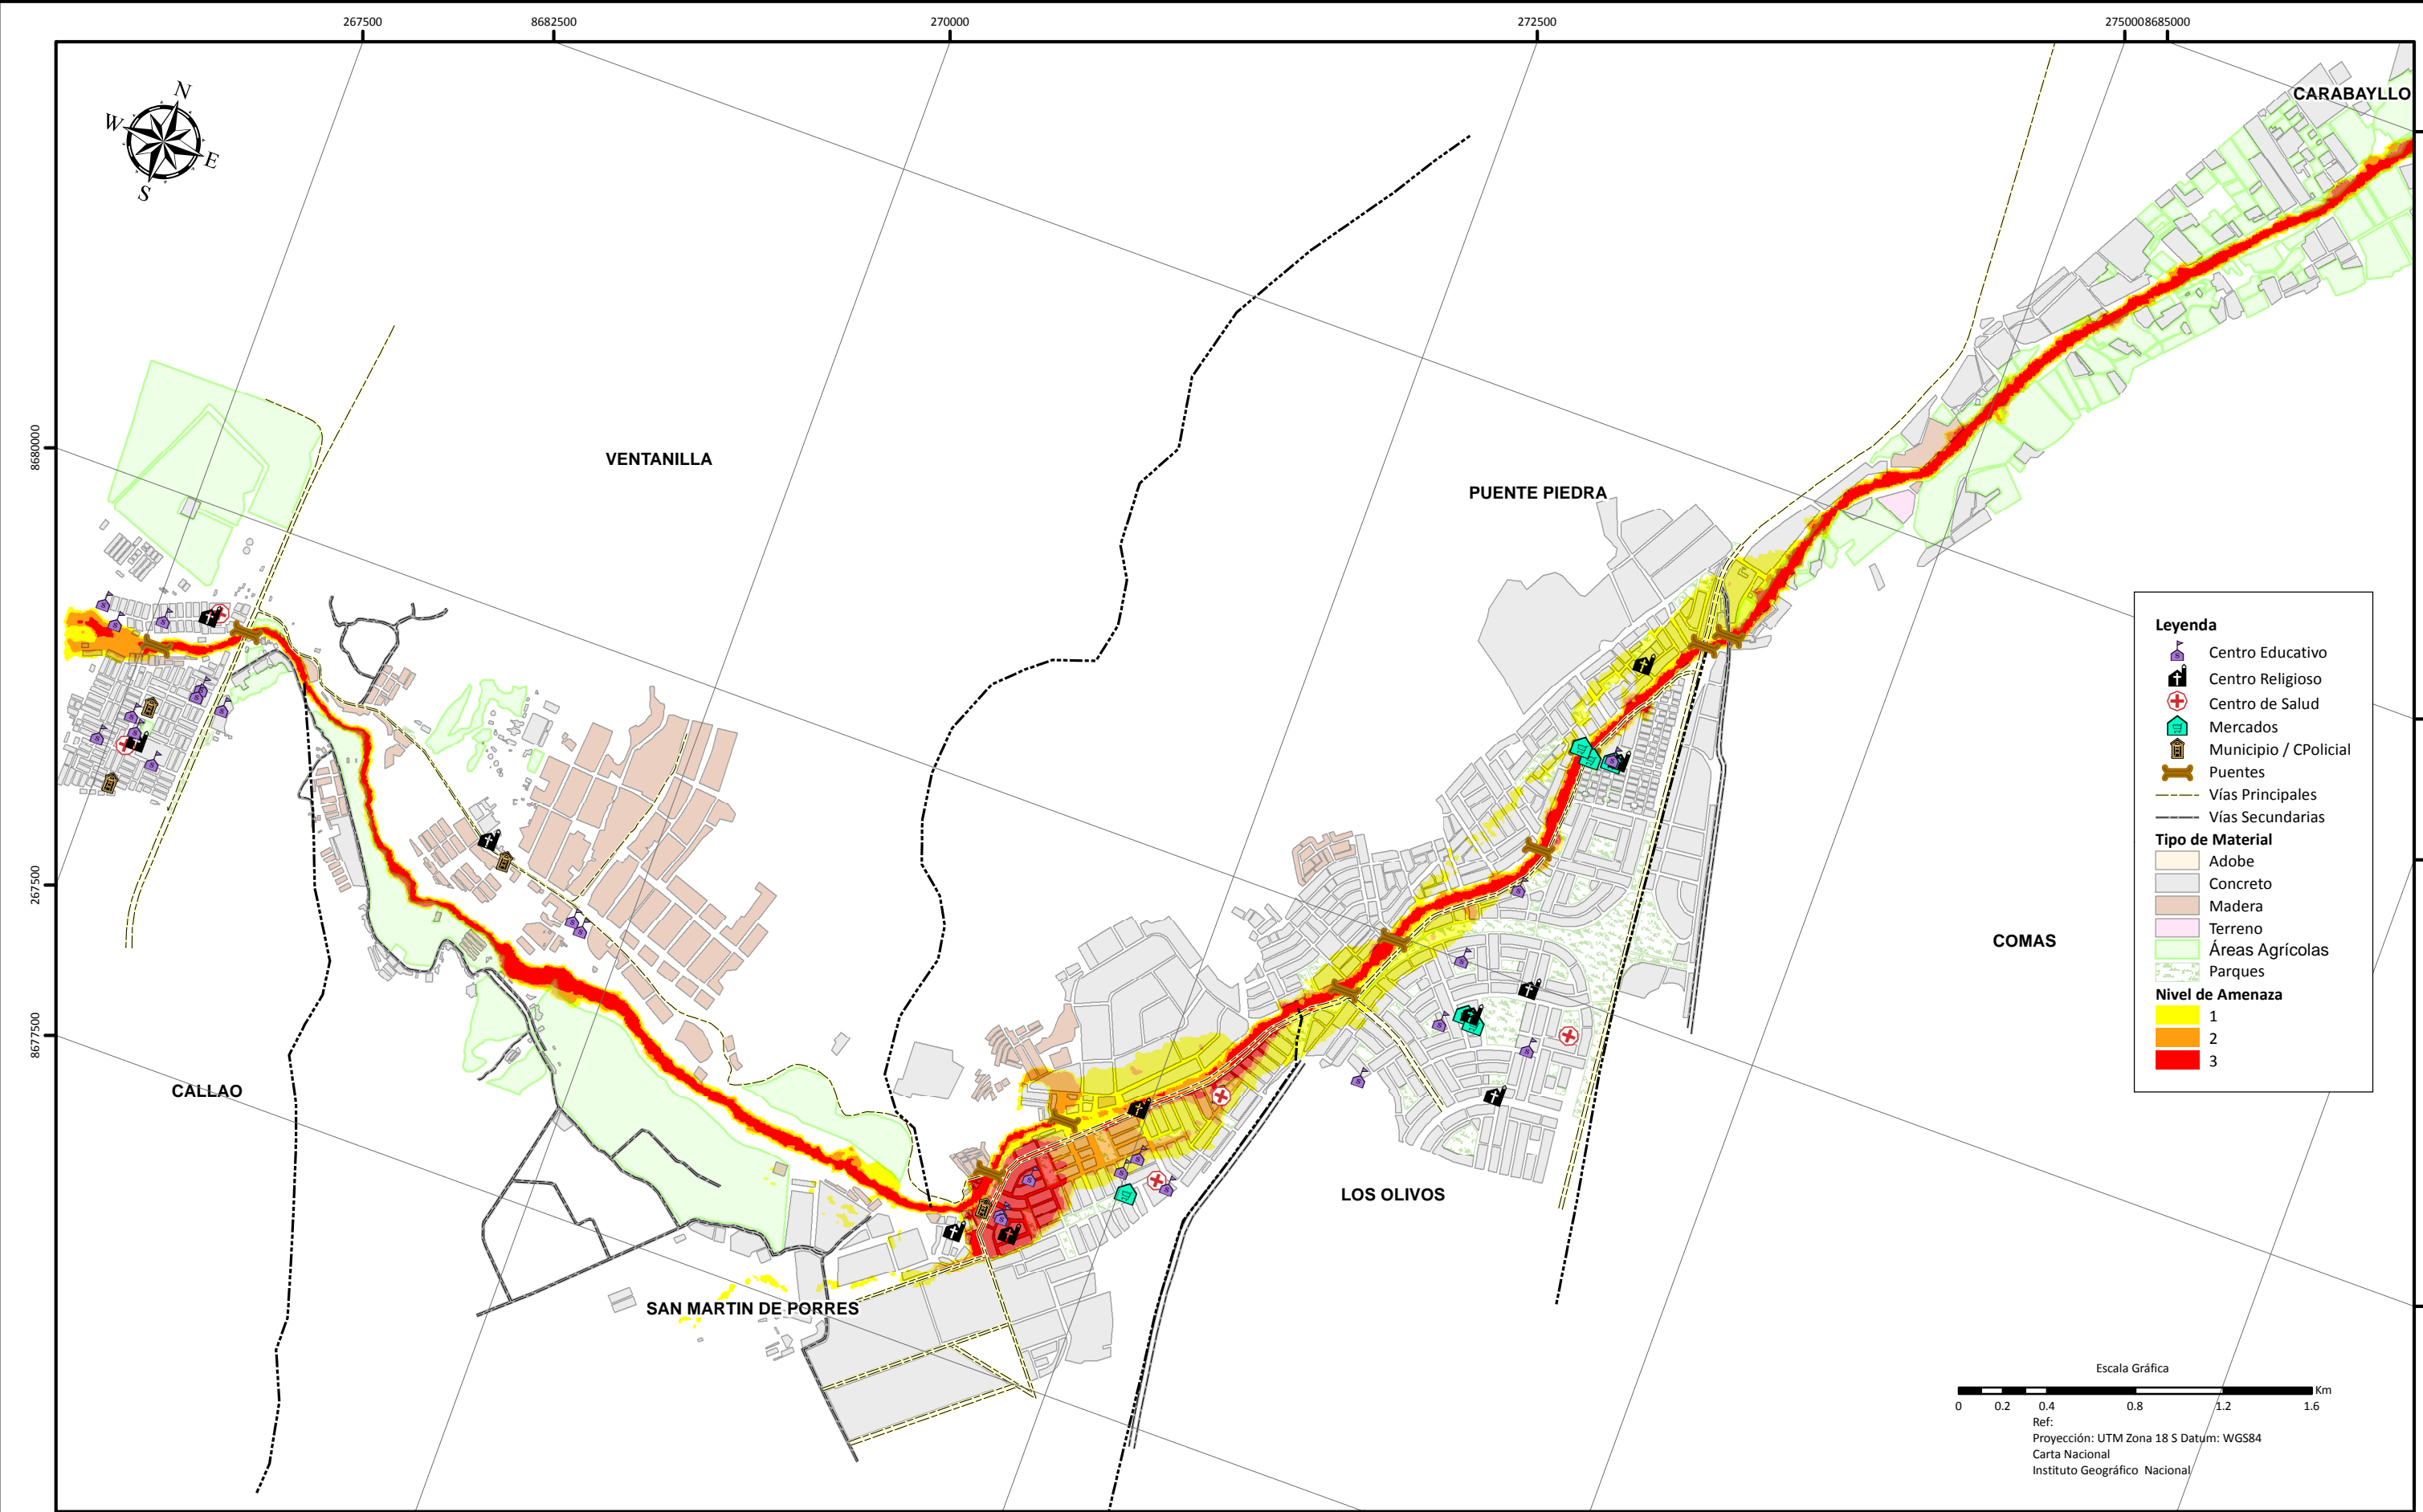 267500
8682500
270000
272500
275000
8685000
CARABAYLLO
N
W
E
S
8680000
VENTANILLA
PUENTE PIEDRA
267500
8677500
CALLAO
COMAS
LOS OLIVOS
SAN MARTIN DE PORRES
Leyenda
Centro Educativo
Centro Religioso
Centro de Salud
Mercados
Municipio / CPolicial
Puentes
Vías Principales
Vías Secundarias
Tipo de Material
Adobe
Concreto
Madera
Terreno
Áreas Agrícolas
Parques
Nivel de Amenaza
1
2
3
Escala Gráfica
Km
0 0.2 0.4 0.8 1.2 1.6
Ref:
Proyección: UTM Zona 18 S Datum: WGS84
Carta Nacional
Instituto Geográfico Nacional